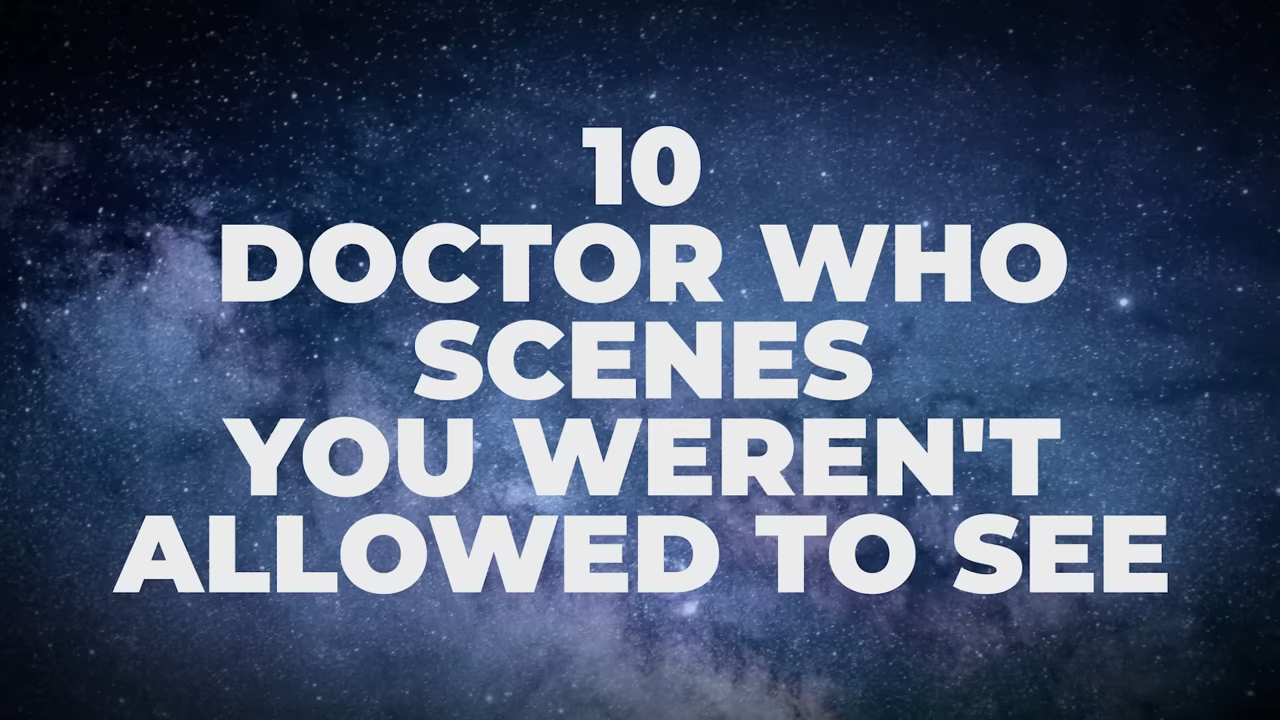 10
DOCTOR WHO
SCENES
YOU WEREN'T
ALLOWED TO SEE